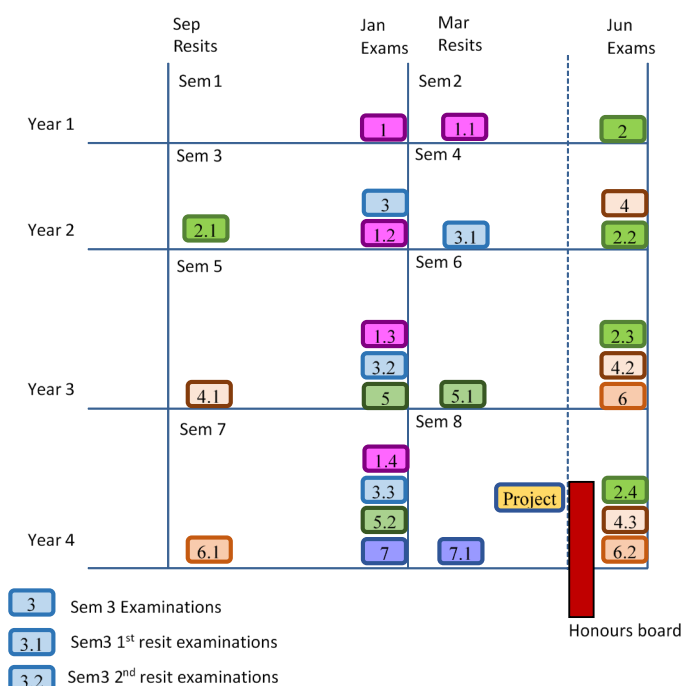 Sep
Resits
Jan
Exams
Mar
Resits
Jun
Exams
Sem 1
Sem 2
Year 1
1
1.1
2
Sem 3
Sem 4
3
4
Year 2
2.1
1.2
3.1
2.2
Sem 5
Sem 6
1.3
2.3
3.2
4.2
Year 3
4.1
5
5.1
6
Sem 7
Sem 8
1.4
3.3
Project
2.4
5.2
4.3
Year 4
6.1
7
7.1
6.2
3 Sem 3 Examinations
Honours board
3.1 Sem3 1st resit examinations
3.2 Sem3 2nd resit examinations